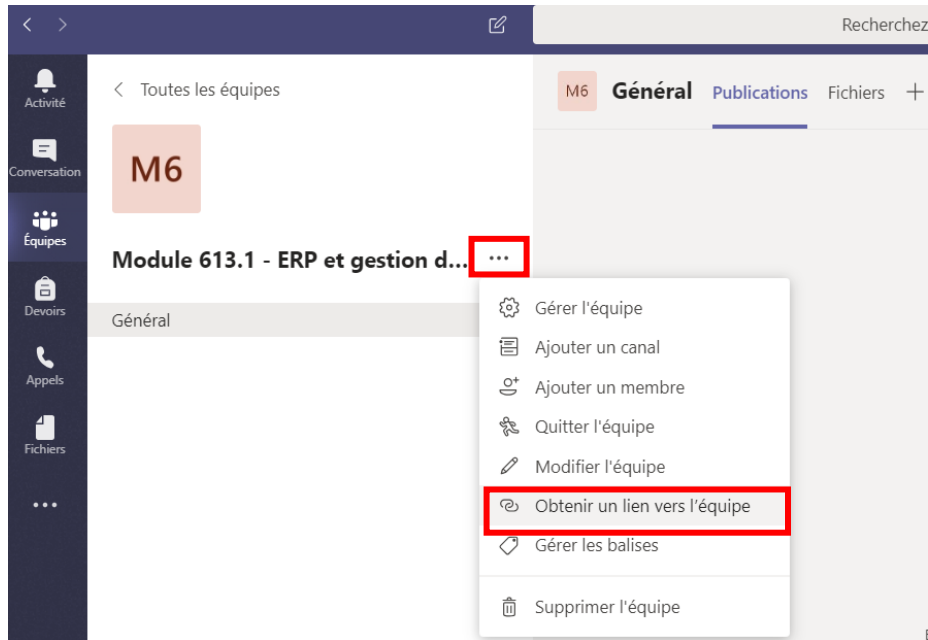 Recherchez
Activité
Conversation
Équipes
Devoirs
Appels
Fichiers
Toutes les équipes
M6
Module 613.1 - ERP et gestion d...
Général
M6 Général Publications Fichiers
Gérer l'équipe
Ajouter un canal
Ajouter un membre
Quitter l'équipe
Modifier l'équipe
Obtenir un lien vers l'équipe
Gérer les balises
Supprimer l'équipe